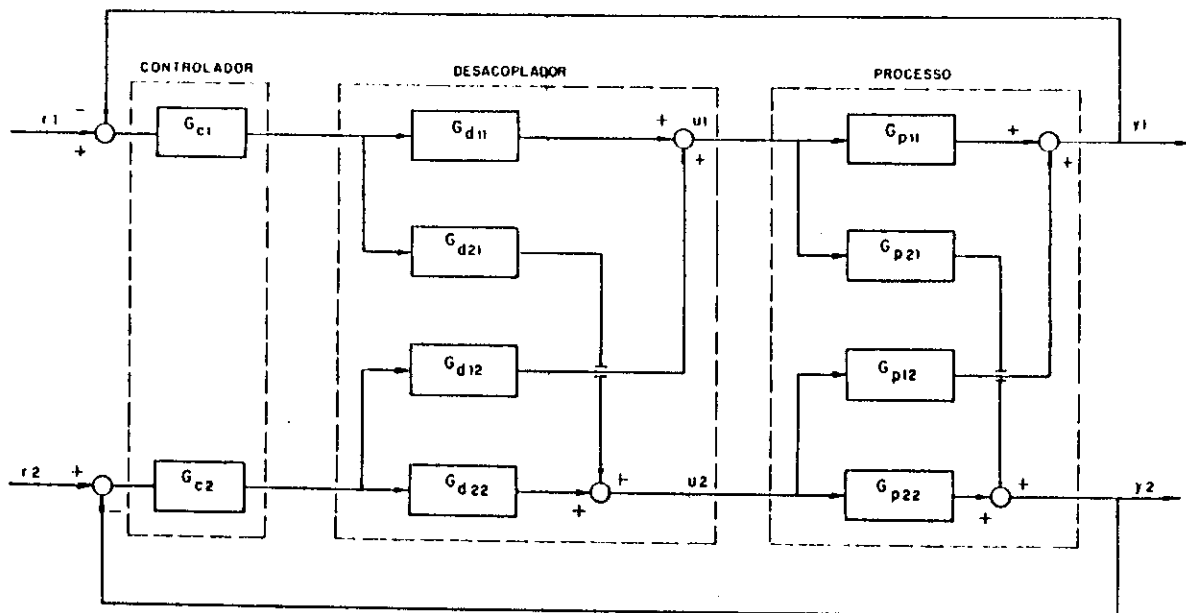 CONTROLADOR
DESACOPLADOR
PROCESSO
r1
-
+
Gc1
Gd11
+
u1
+
Gp11
+
+
y1
Gd21
Gp21
Gd12
Gp12
r2
+
-
Gc2
Gd22
+
+
u2
Gp22
+
+
y2